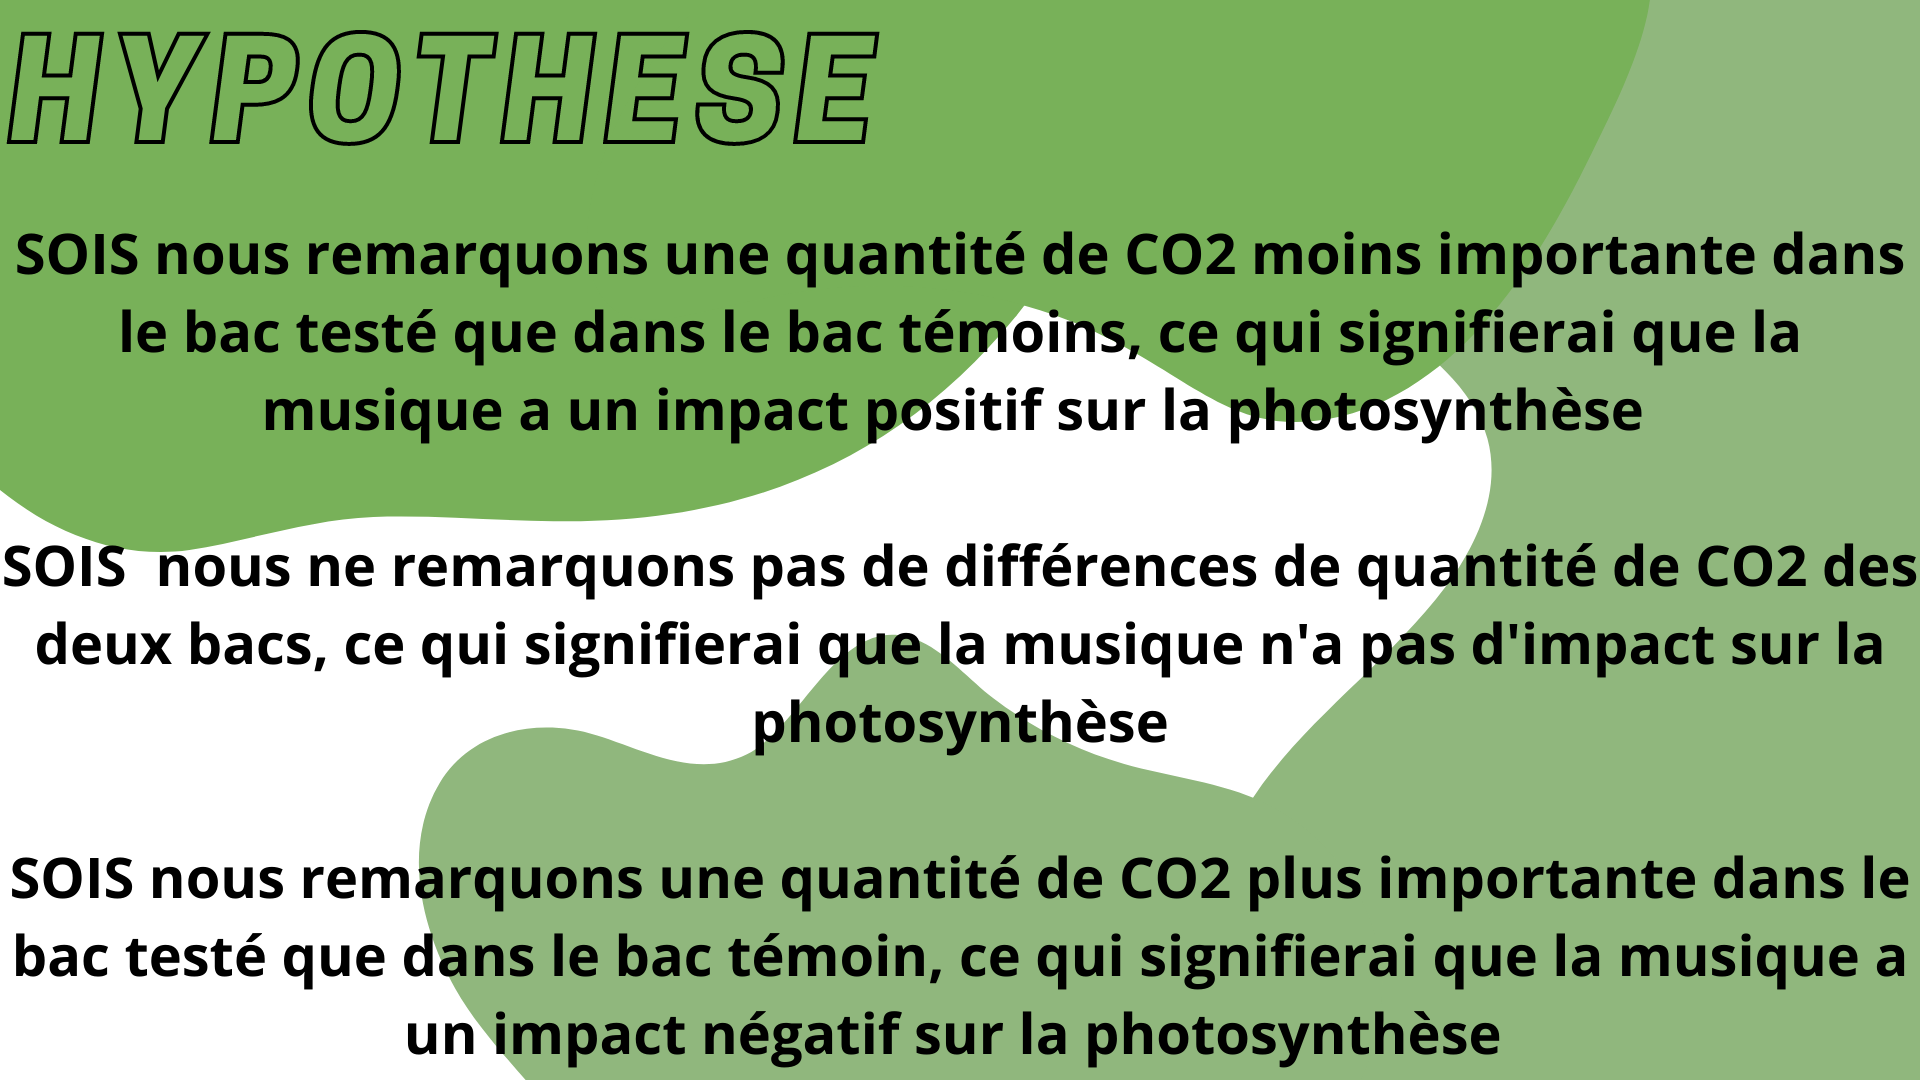 HYPOTHESE
SOIS nous remarquons une quantité de CO2 moins importante dans
le bac testé que dans le bac témoins, ce qui signifierai que la
musique a un impact positif sur la photosynthèse
SOIS  nous ne remarquons pas de différences de quantité de CO2 des
deux bacs, ce qui signifierai que la musique n'a pas d'impact sur la
photosynthèse
SOIS nous remarquons une quantité de CO2 plus importante dans le
bac testé que dans le bac témoin, ce qui signifierai que la musique a
un impact négatif sur la photosynthèse